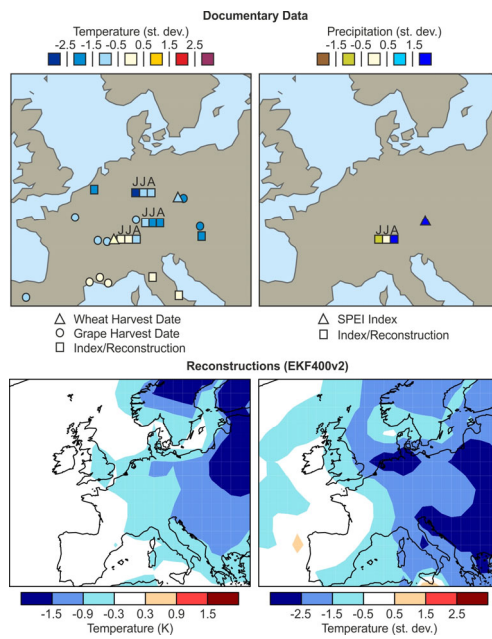 Documentary Data
Temperature (st. dev.)
-2.5 -1.5 -0.5 0.5 1.5 2.5
Precipitation (st. dev.)
-1.5 -0.5 0.5 1.5
JJA
JJA
JJA
JJA
Wheat Harvest Date
Grape Harvest Date
Index/Reconstruction
SPEI Index
Index/Reconstruction
Reconstructions (EKF400v2)
-1.5 -0.9 -0.3 0.3 0.9 1.5
Temperature (K)
-2.5 -1.5 -0.5 0.5 1.5 2.5
Temperature (st. dev.)